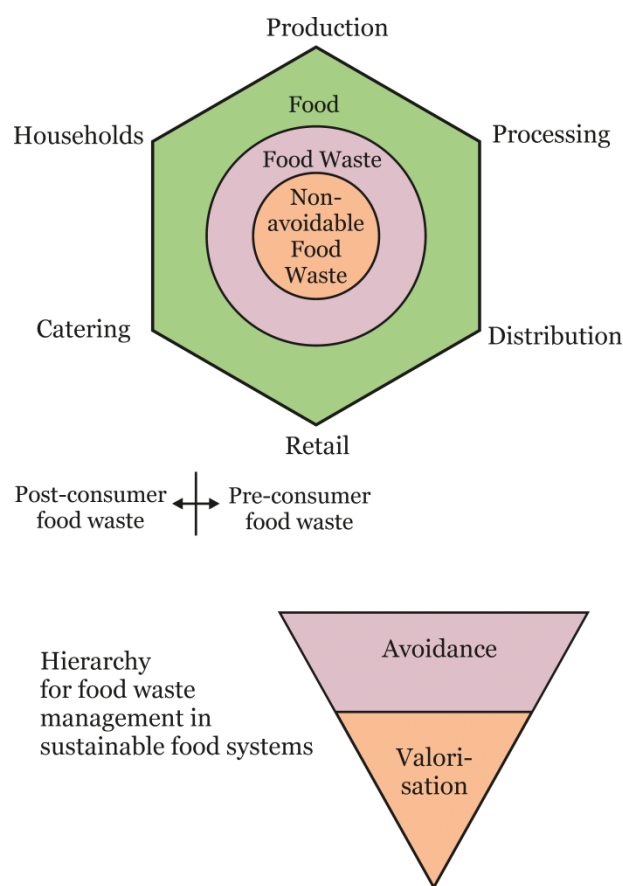 Production
Food
Households
Processing
Food Waste
Non-
avoidable
Food
Waste
Catering
Distribution
Retail
Post-consumer
food waste
Pre-consumer
food waste
Avoidance
Hierarchy
for food waste
management in
sustainable food systems
Valori-
sation